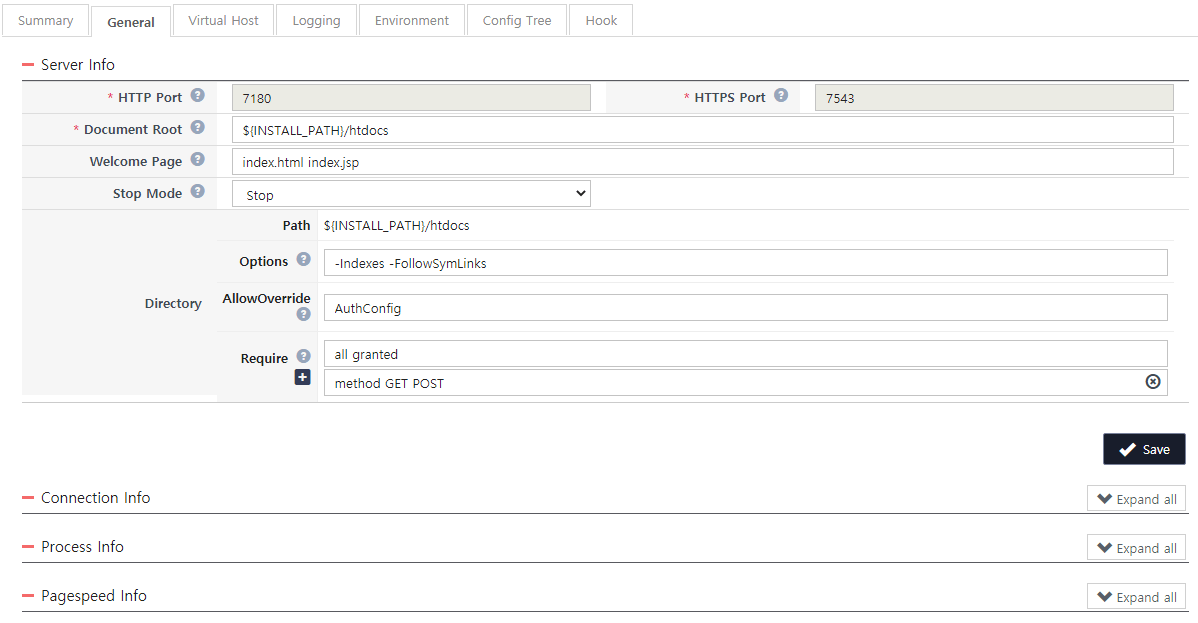 Summary General Virtual Host Logging Environment Config Tree Hook
Server Info
* HTTP Port ? 7180 * HTTPS Port ? 7543
* Document Root ? ${INSTALL_PATH}/htdocs
Welcome Page ? index.html index.jsp
Stop Mode ? Stop
Path ${INSTALL_PATH}/htdocs
Options ? -Indexes -FollowSymLinks
Directory
AllowOverride ? AuthConfig
Require ? all granted
method GET POST
Save
Connection Info Expand all
Process Info Expand all
Pagespeed Info Expand all